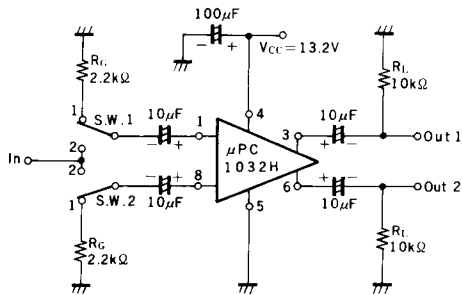 100μF
- +
VCC=13.2V
RG
2.2kΩ
RL
10kΩ
1
S.W.1
10μF
- +
1
4
3
10μF
+ -
Out 1
In
2
2
μPC
1032H
1
S.W.2
- +
10μF
8
5
6
+ -
10μF
Out 2
RG
2.2kΩ
RL
10kΩ